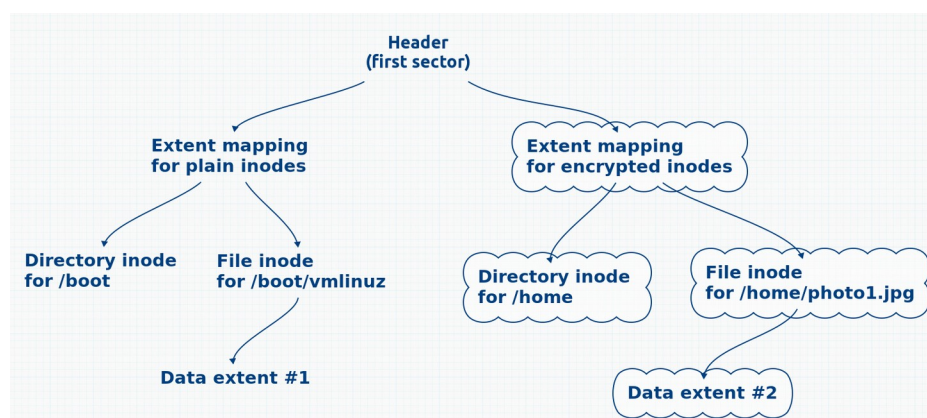 Header
(first sector)
Extent mapping
for plain inodes
Extent mapping
for encrypted inodes
Directory inode
for /boot
File inode
for /boot/vmlinuz
Directory inode
for /home
File inode
for /home/photo1.jpg
Data extent #1
Data extent #2